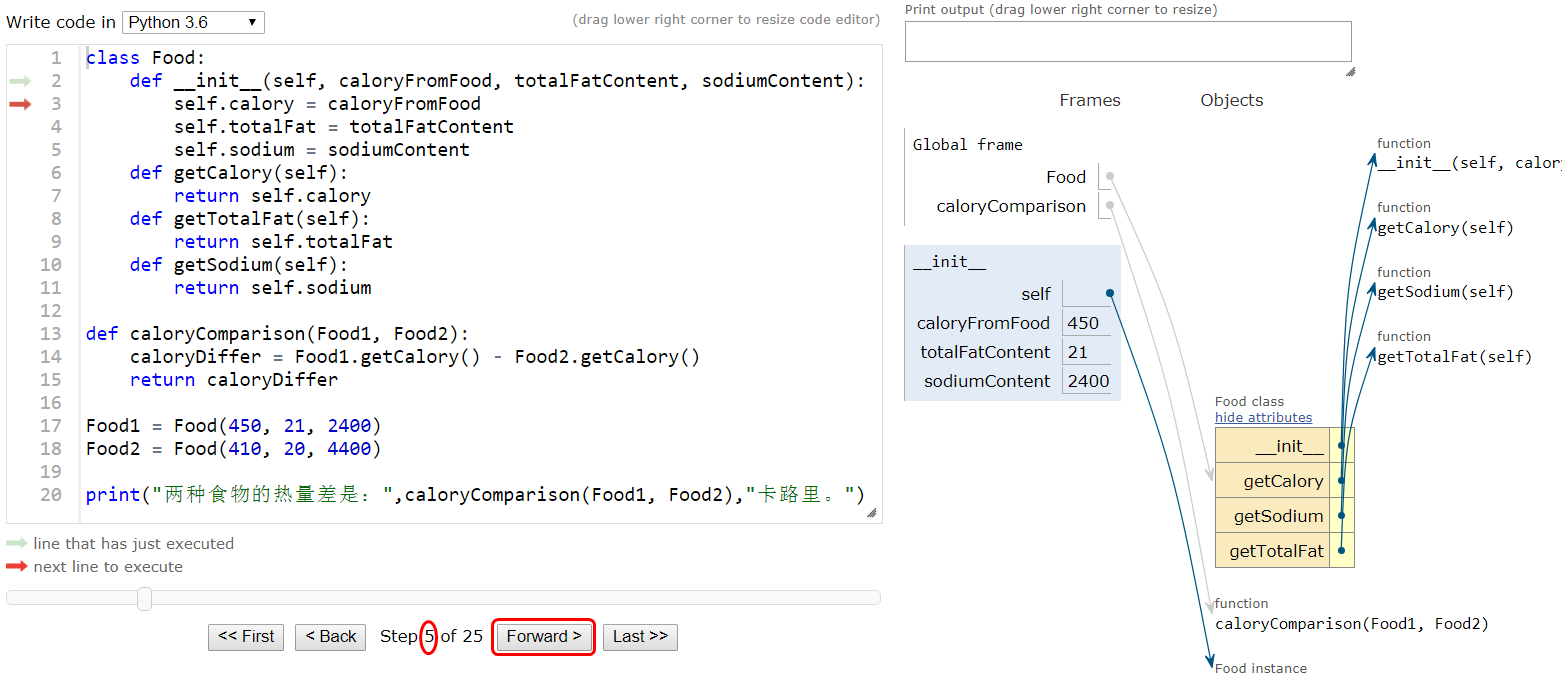 Write code in Python 3.6
(drag lower right corner to resize code editor)
1 class Food:
2     def __init__(self, caloryFromFood, totalFatContent, sodiumContent):
3         self.calory = caloryFromFood
4         self.totalFat = totalFatContent
5         self.sodium = sodiumContent
6     def getCalory(self):
7         return self.calory
8     def getTotalFat(self):
9         return self.totalFat
10     def getSodium(self):
11         return self.sodium
12
13 def caloryComparison(Food1, Food2):
14     caloryDiffer = Food1.getCalory() - Food2.getCalory()
15     return caloryDiffer
16
17 Food1 = Food(450, 21, 2400)
18 Food2 = Food(410, 20, 4400)
19
20 print("两种食物的热量差是：",caloryComparison(Food1, Food2),"卡路里。")
line that has just executed
next line to execute
<< First
< Back
Step 5 of 25
Forward >
Last >>
Print output (drag lower right corner to resize)
Frames
Objects
Global frame
Food
caloryComparison
__init__
self
caloryFromFood 450
totalFatContent 21
sodiumContent 2400
function
__init__(self, calory
function
getCalory(self)
function
getSodium(self)
function
getTotalFat(self)
Food class
hide attributes
__init__
getCalory
getSodium
getTotalFat
function
caloryComparison(Food1, Food2)
Food instance